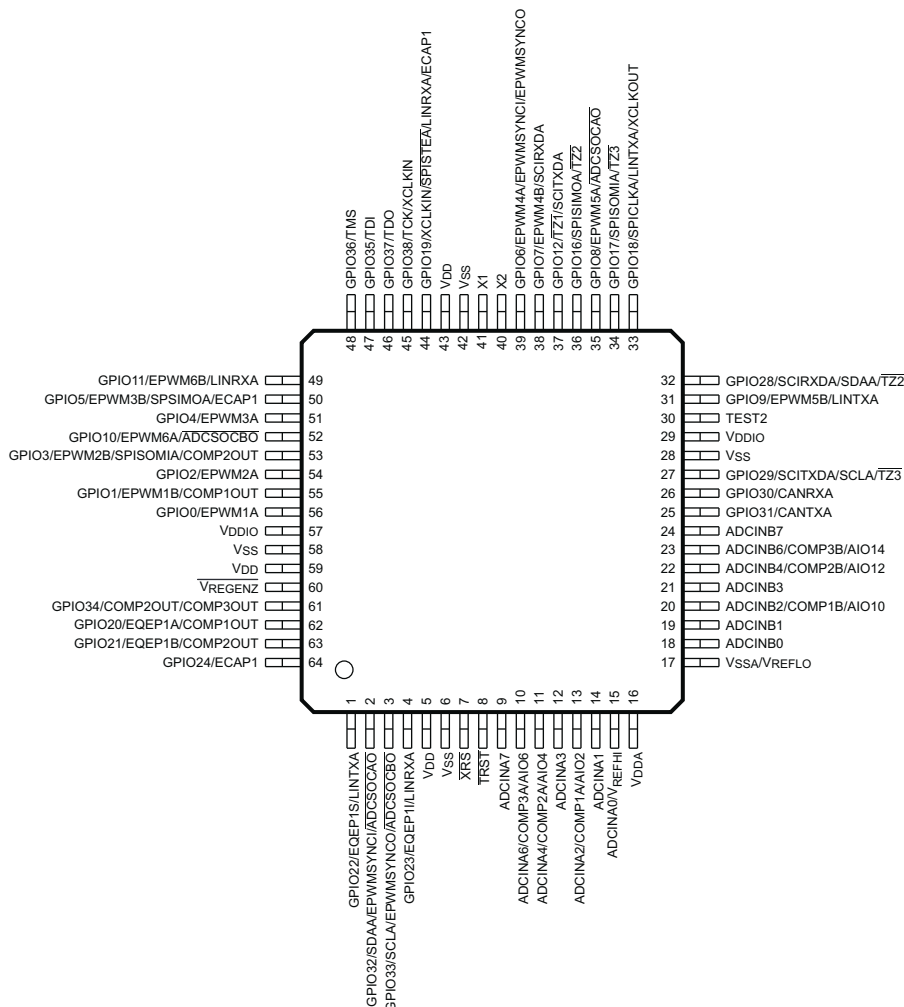 GPIO36/TMS
GPIO35/TDI
GPIO37/TDO
GPIO38/TCK/XCLKIN
GPIO19/XCLKIN/SPISTEA/LINRXA/ECAP1
VDD
VSS
X1
X2
GPIO6/EPWM4A/EPWMSYNCI/EPWMSYNCO
GPIO7/EPWM4B/SCIRXDA
GPIO12/TZ1/SCITXDA
GPIO16/SPISIMOA/TZ2
GPIO8/EPWM5A/ADCSOCAO
GPIO17/SPISOMIA/TZ3
GPIO18/SPICLKA/LINTXA/XCLKOUT
48 47 46 45 44 43 42 41 40 39 38 37 36 35 34 33
GPIO11/EPWM6B/LINRXA 49
GPIO5/EPWM3B/SPSIMOA/ECAP1 50
GPIO4/EPWM3A 51
GPIO10/EPWM6A/ADCSOCBO 52
GPIO3/EPWM2B/SPISOMIA/COMP2OUT 53
GPIO2/EPWM2A 54
GPIO1/EPWM1B/COMP1OUT 55
GPIO0/EPWM1A 56
VDDIO 57
VSS 58
VDD 59
VREGENZ 60
GPIO34/COMP2OUT/COMP3OUT 61
GPIO20/EQEP1A/COMP1OUT 62
GPIO21/EQEP1B/COMP2OUT 63
GPIO24/ECAP1 64
32 GPIO28/SCIRXDA/SDAA/TZ2
31 GPIO9/EPWM5B/LINTXA
30 TEST2
29 VDDIO
28 VSS
27 GPIO29/SCITXDA/SCLA/TZ3
26 GPIO30/CANRXA
25 GPIO31/CANTXA
24 ADCINB7
23 ADCINB6/COMP3B/AIO14
22 ADCINB4/COMP2B/AIO12
21 ADCINB3
20 ADCINB2/COMP1B/AIO10
19 ADCINB1
18 ADCINB0
17 VSSA/VREFLO
1 2 3 4 5 6 7 8 9 10 11 12 13 14 15 16
GPIO22/EQEP1S/LINTXA
GPIO32/SDAA/EPWMSYNCI/ADCSOCAO
GPIO33/SCLA/EPWMSYNCO/ADCSOCBO
GPIO23/EQEP1I/LINRXA
VDD
VSS
XRS
TRST
ADCINA7
ADCINA6/COMP3A/AIO6
ADCINA4/COMP2A/AIO4
ADCINA3
ADCINA2/COMP1A/AIO2
ADCINA1
ADCINA0/VREFHI
VDDA